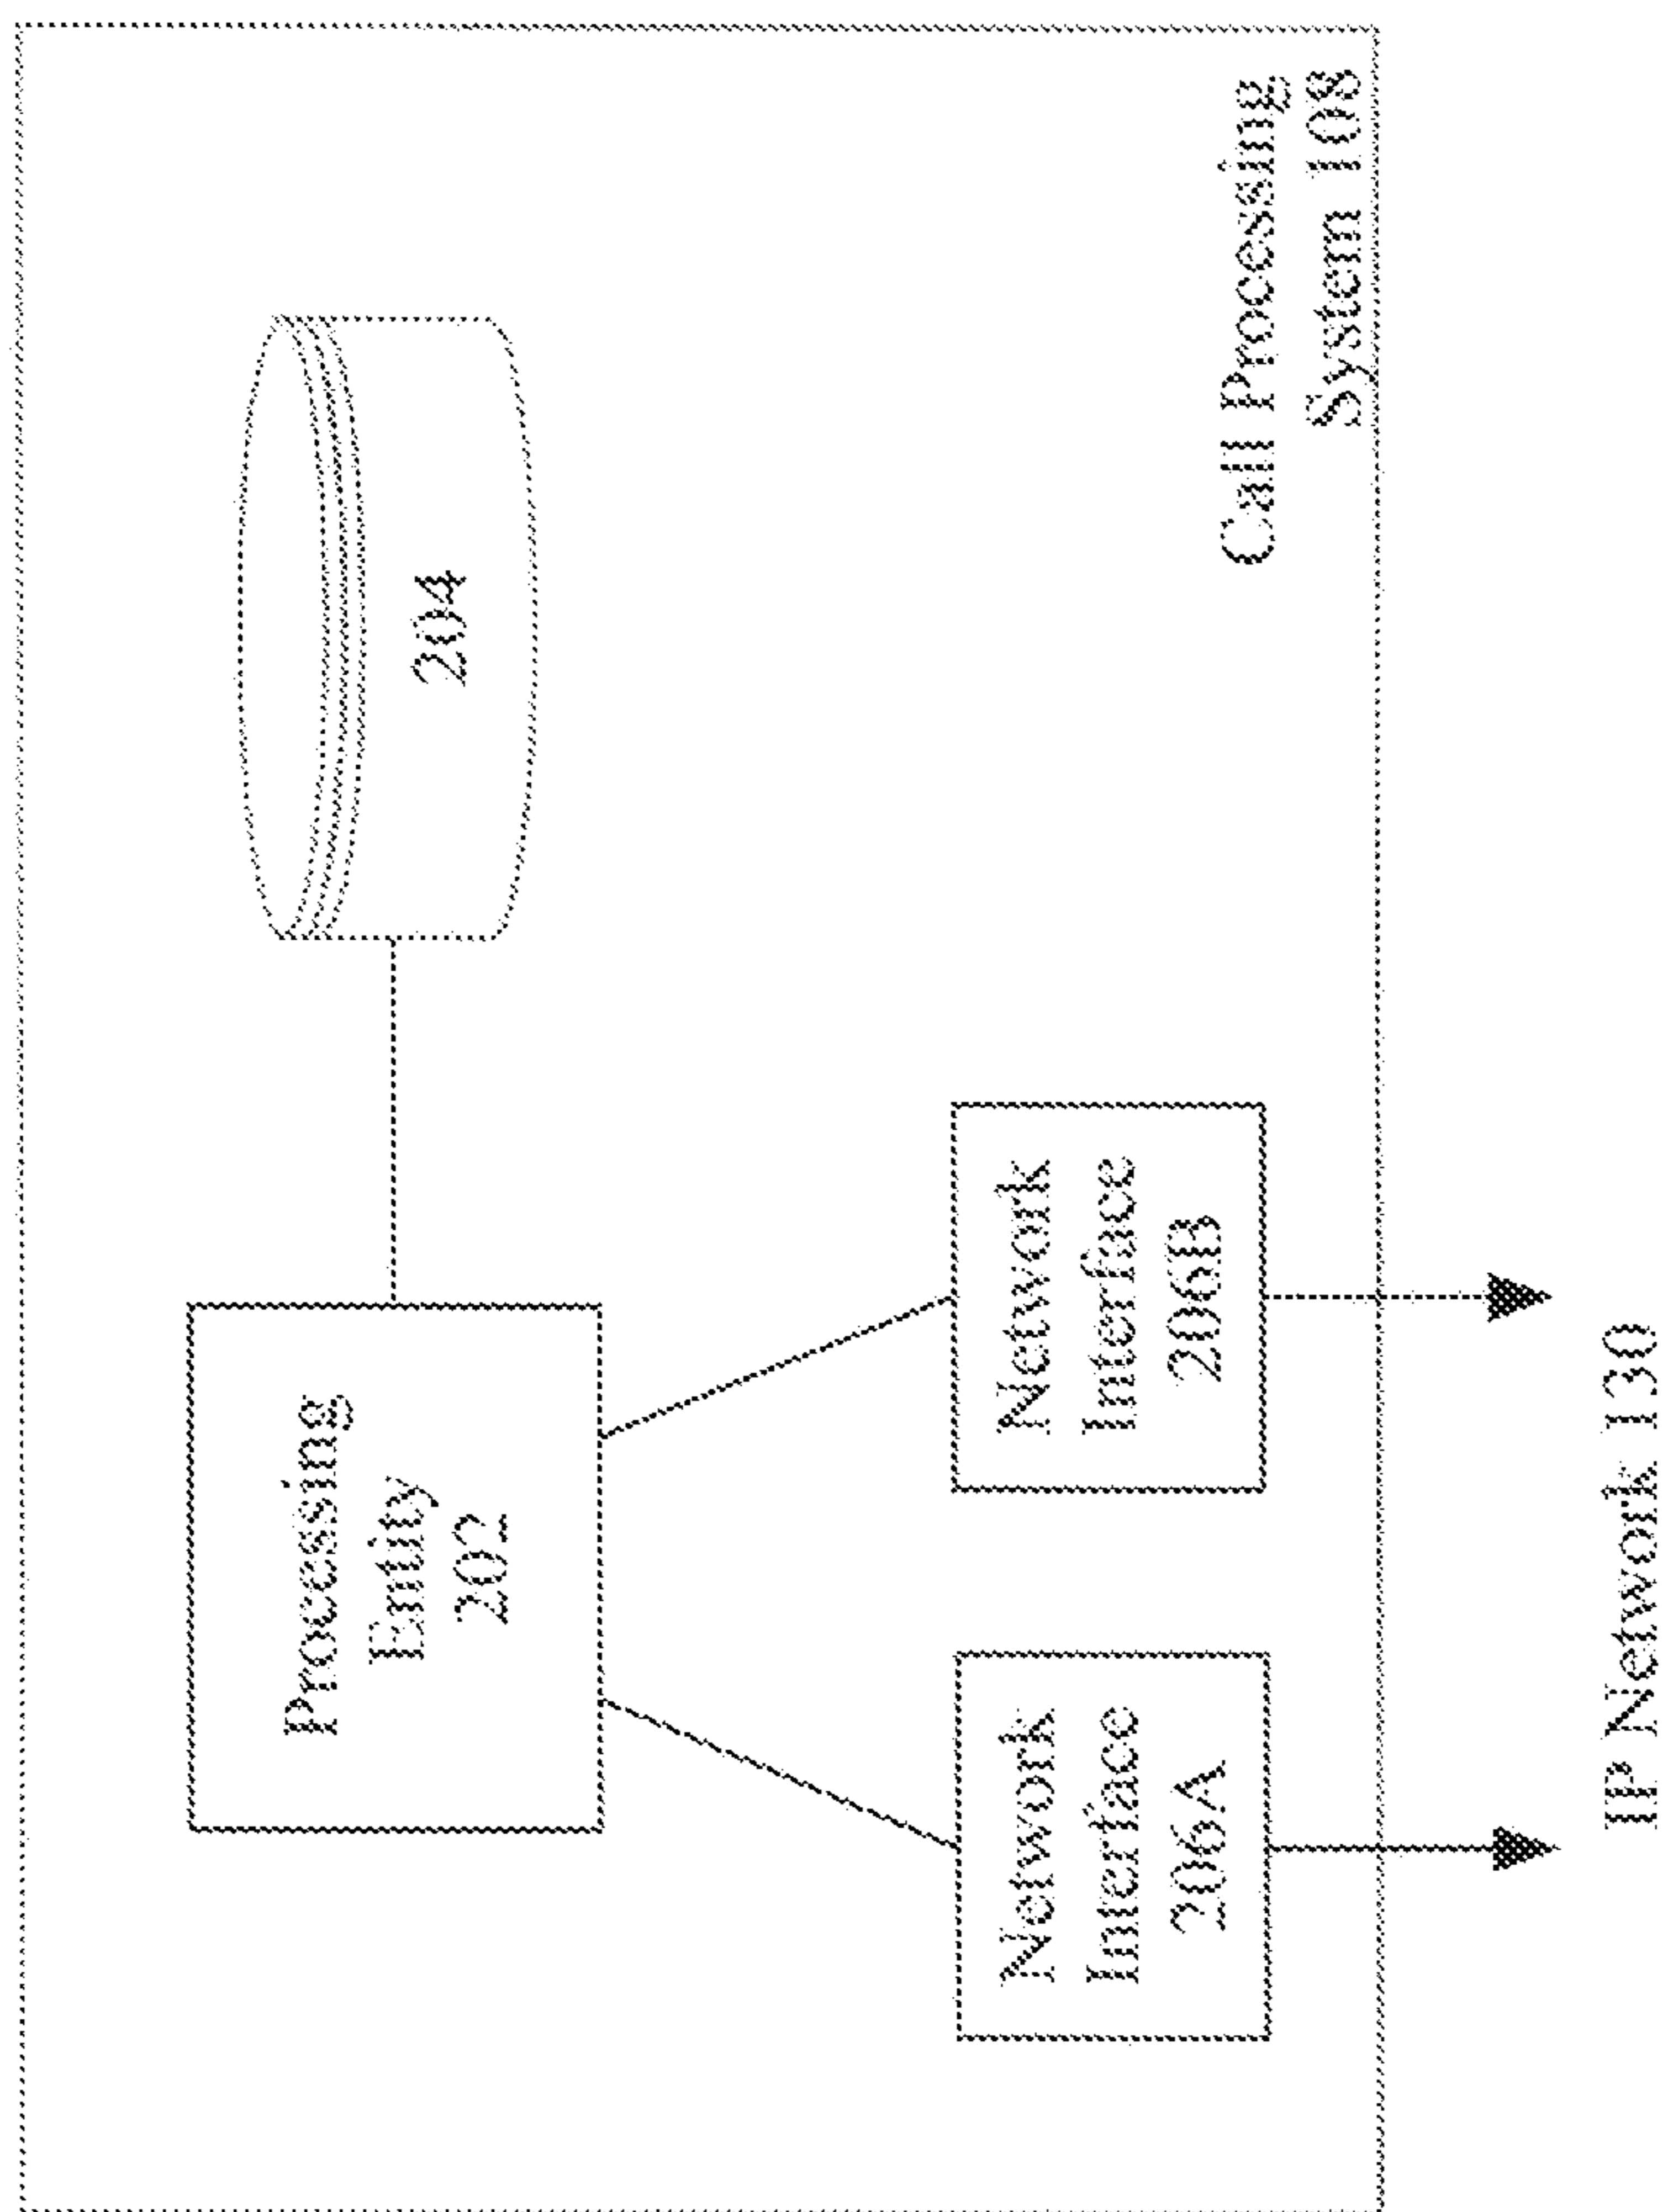 Processing
Entity
202
204
Network
Interface
206A
Network
Interface
206B
Call Processing
System 108
IP Network 130